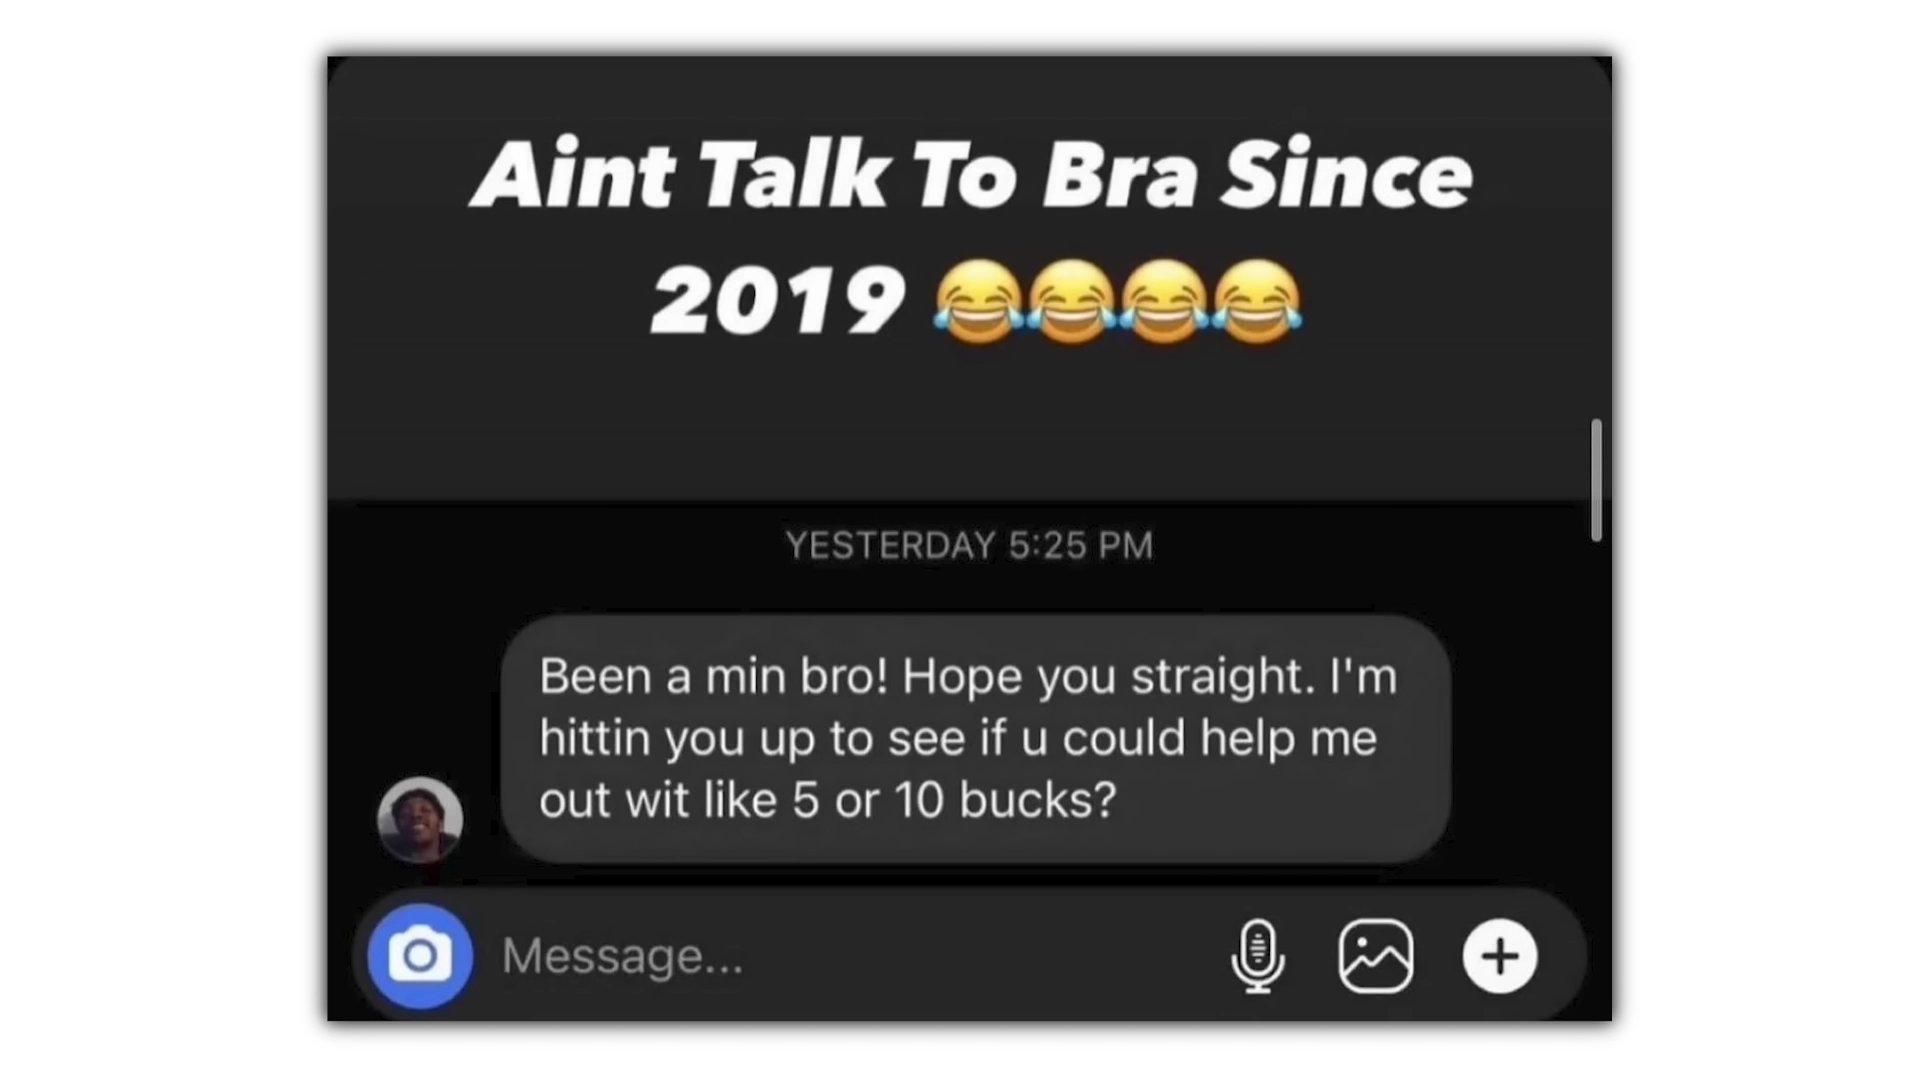 Aint Talk To Bra Since
2019 😂😂😂😂
YESTERDAY 5:25 PM
Been a min bro! Hope you straight. I'm
hittin you up to see if u could help me
out wit like 5 or 10 bucks?
Message...